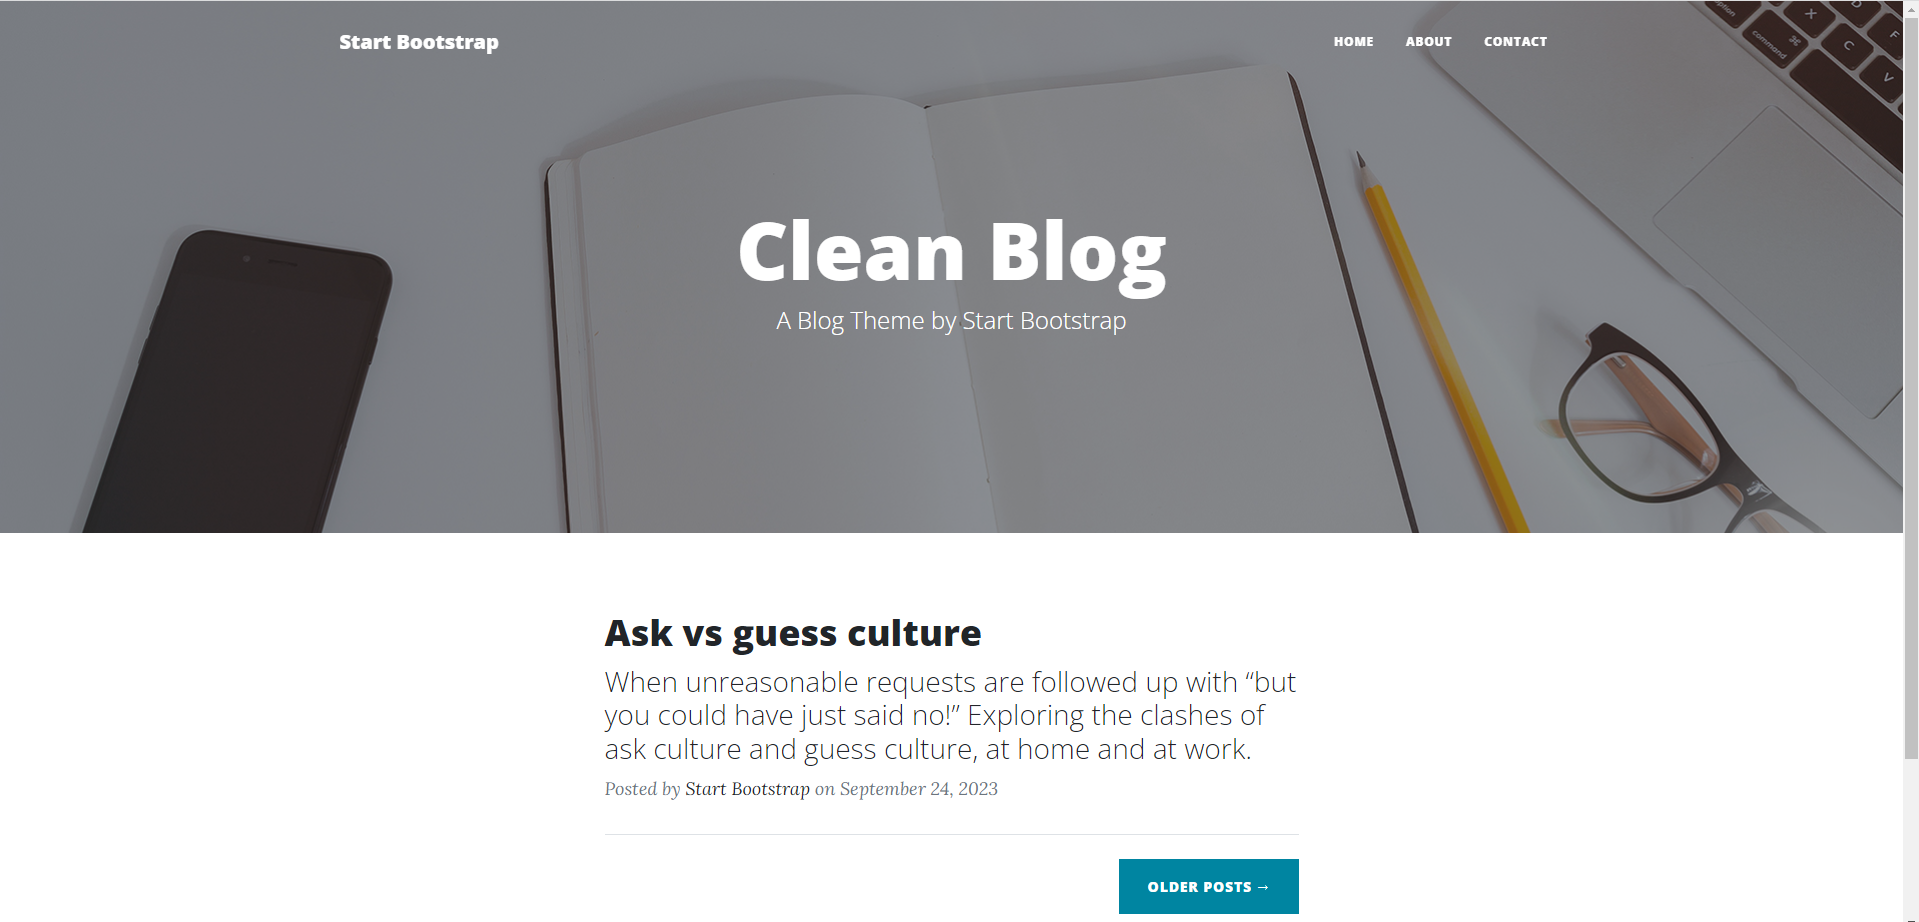 Start Bootstrap
HOME ABOUT CONTACT
Clean Blog
A Blog Theme by Start Bootstrap
Ask vs guess culture
When unreasonable requests are followed up with “but
you could have just said no!” Exploring the clashes of
ask culture and guess culture, at home and at work.
Posted by Start Bootstrap on September 24, 2023
OLDER POSTS →
option
command ⌘
X
C
D
F
V